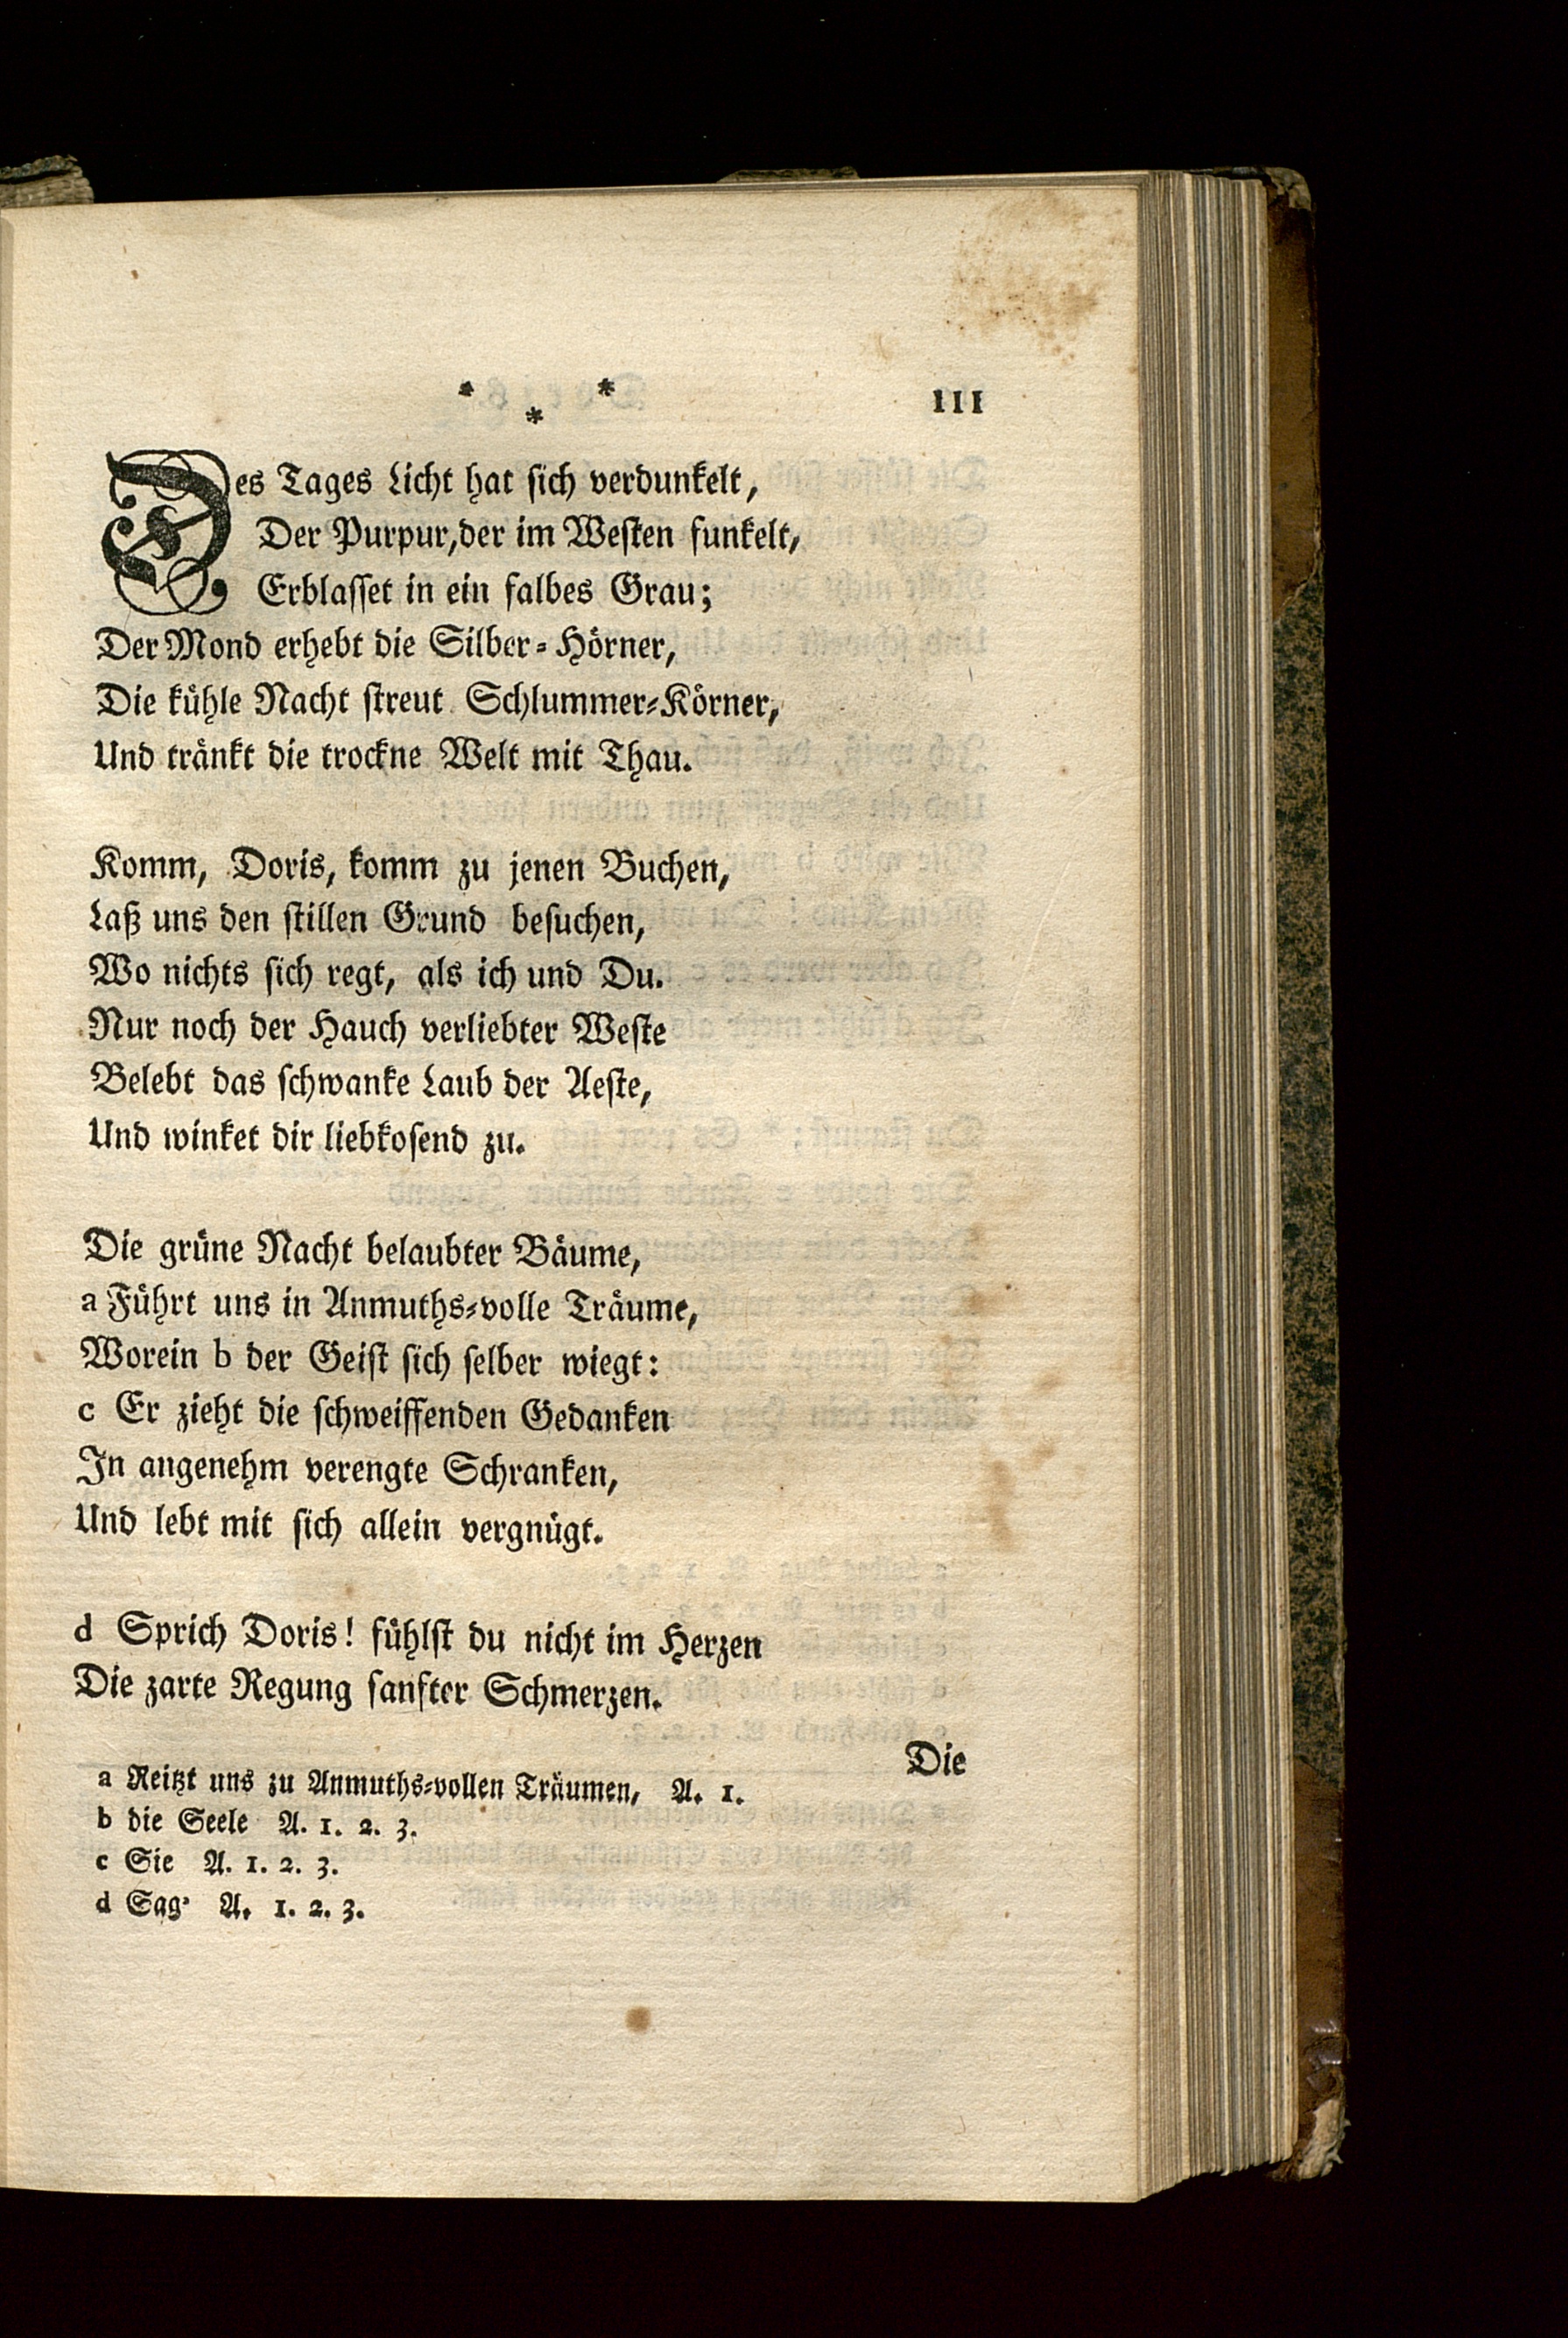 * * *
111
Des Tages Licht hat sich verdunkelt,
Der Purpur, der im Westen funkelt,
Erblasset in ein falbes Grau;
Der Mond erhebt die Silber-Hörner,
Die kühle Nacht streut Schlummer-Körner,
Und tränkt die trockne Welt mit Thau.
Komm, Doris, komm zu jenen Buchen,
Laß uns den stillen Grund besuchen,
Wo nichts sich regt, als ich und Du.
Nur noch der Hauch verliebter Weste
Belebt das schwanke Laub der Aeste,
Und winket dir liebkosend zu.
Die grüne Nacht belaubter Bäume,
a Führt uns in Anmuths-volle Träume,
Worein b der Geist sich selber wiegt:
c Er zieht die schweiffenden Gedanken
In angenehm verengte Schranken,
Und lebt mit sich allein vergnügt.
d Sprich Doris! fühlst du nicht im Herzen
Die zarte Regung sanfter Schmerzen.
Die
a Reitzt uns zu Anmuths-vollen Träumen, A. 1.
b die Seele A. 1. 2. 3.
c Sie A. 1. 2. 3.
d Sag' A. 1. 2. 3.